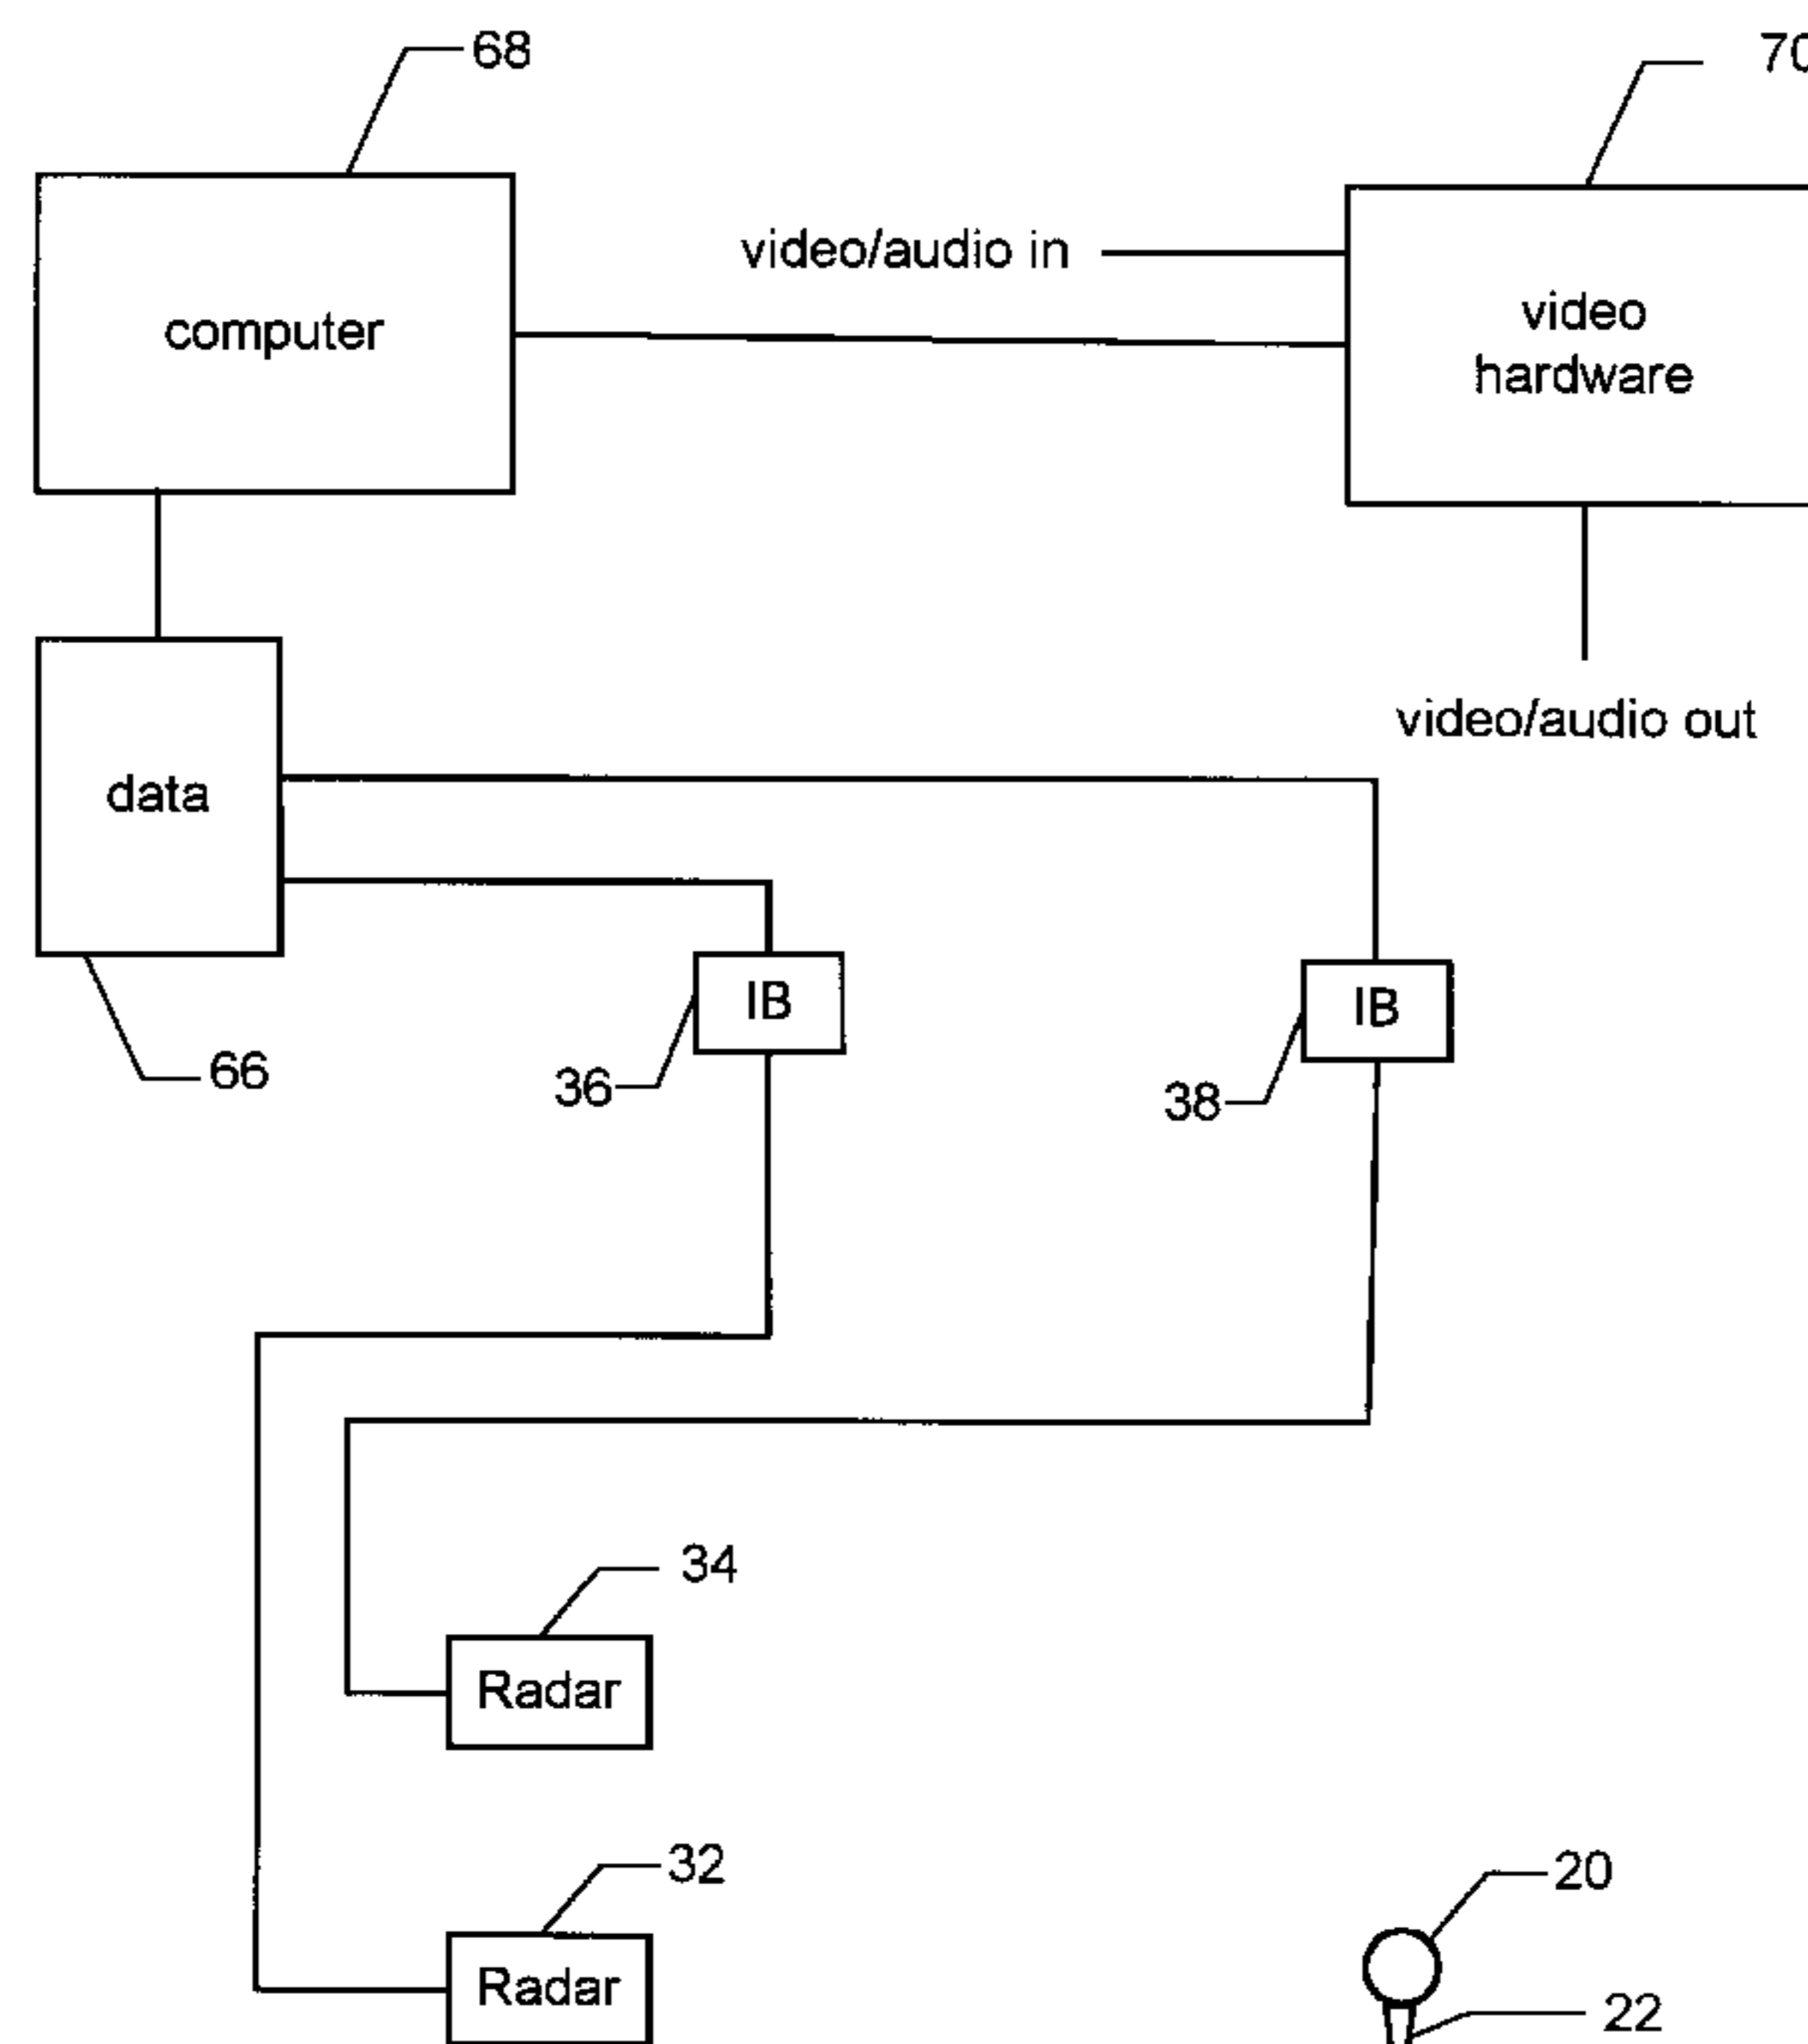 68
70
video/audio in
computer
video
hardware
video/audio out
data
IB
IB
66
36
38
34
Radar
32
20
Radar
22